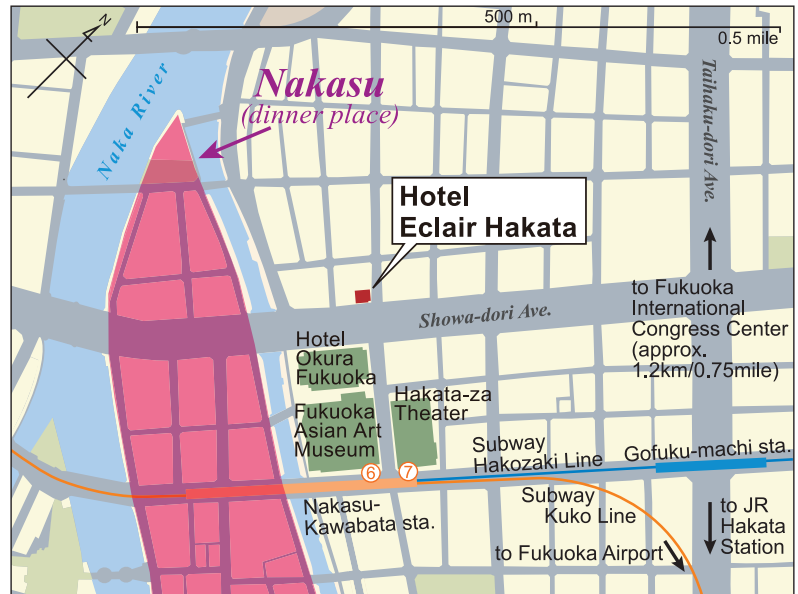 N
500 m
0.5 mile
Naka River
Nakasu
(dinner place)
Taihaku-dori Ave.
Hotel
Eclair Hakata
Showa-dori Ave.
to Fukuoka
International
Congress Center
(approx.
1.2km/0.75mile)
Hotel
Okura
Fukuoka
Hakata-za
Theater
Fukuoka
Asian Art
Museum
6
7
Subway
Hakozaki Line
Gofuku-machi sta.
Nakasu-
Kawabata sta.
Subway
Kuko Line
to Fukuoka Airport
to JR
Hakata
Station